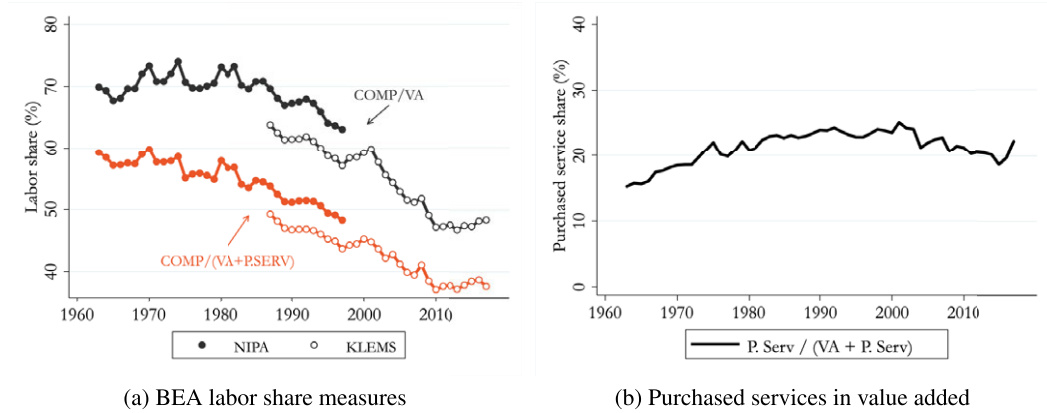 80
70
60
50
40
Labor share (%)
COMP/VA
COMP/(VA+P.SERV)
1960 1970 1980 1990 2000 2010
NIPA KLEMS
(a) BEA labor share measures
40
30
20
10
0
Purchased service share (%)
1960 1970 1980 1990 2000 2010
P. Serv / (VA + P. Serv)
(b) Purchased services in value added